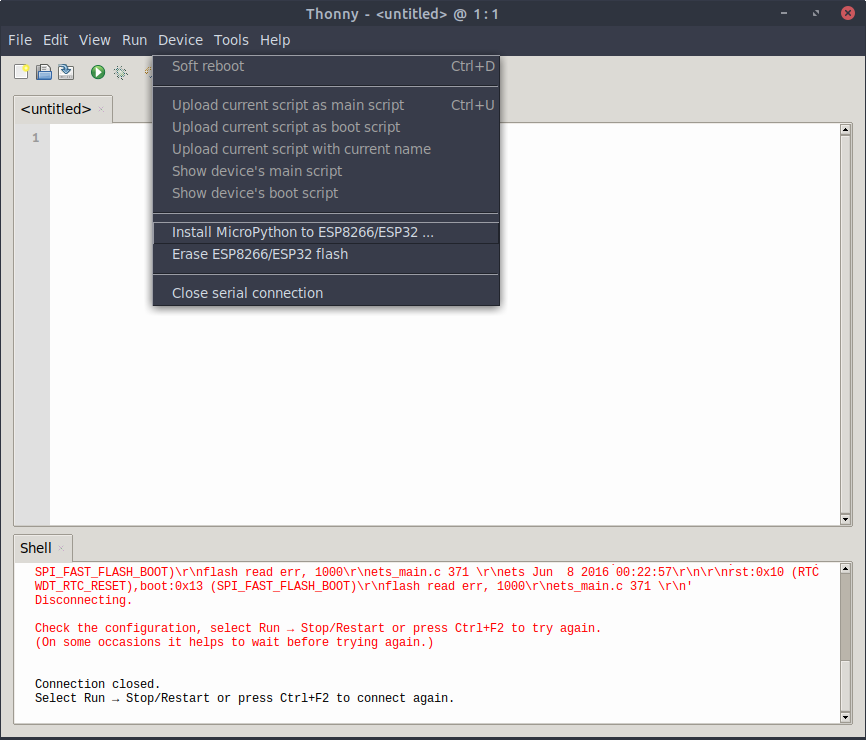 Thonny - <untitled> @ 1:1
File Edit View Run Device Tools Help
Soft reboot Ctrl+D
<untitled>
Upload current script as main script Ctrl+U
Upload current script as boot script
1
Upload current script with current name
Show device's main script
Show device's boot script
Install MicroPython to ESP8266/ESP32 ...
Erase ESP8266/ESP32 flash
Close serial connection
Shell
SPI_FAST_FLASH_BOOT)\r\nflash read err, 1000\r\nets_main.c 371 \r\nets Jun  8 2016 00:22:57\r\n\r\nrst:0x10 (RTC
WDT_RTC_RESET),boot:0x13 (SPI_FAST_FLASH_BOOT)\r\nflash read err, 1000\r\nets_main.c 371 \r\n'
Disconnecting.
Check the configuration, select Run → Stop/Restart or press Ctrl+F2 to try again.
(On some occasions it helps to wait before trying again.)
Connection closed.
Select Run → Stop/Restart or press Ctrl+F2 to connect again.